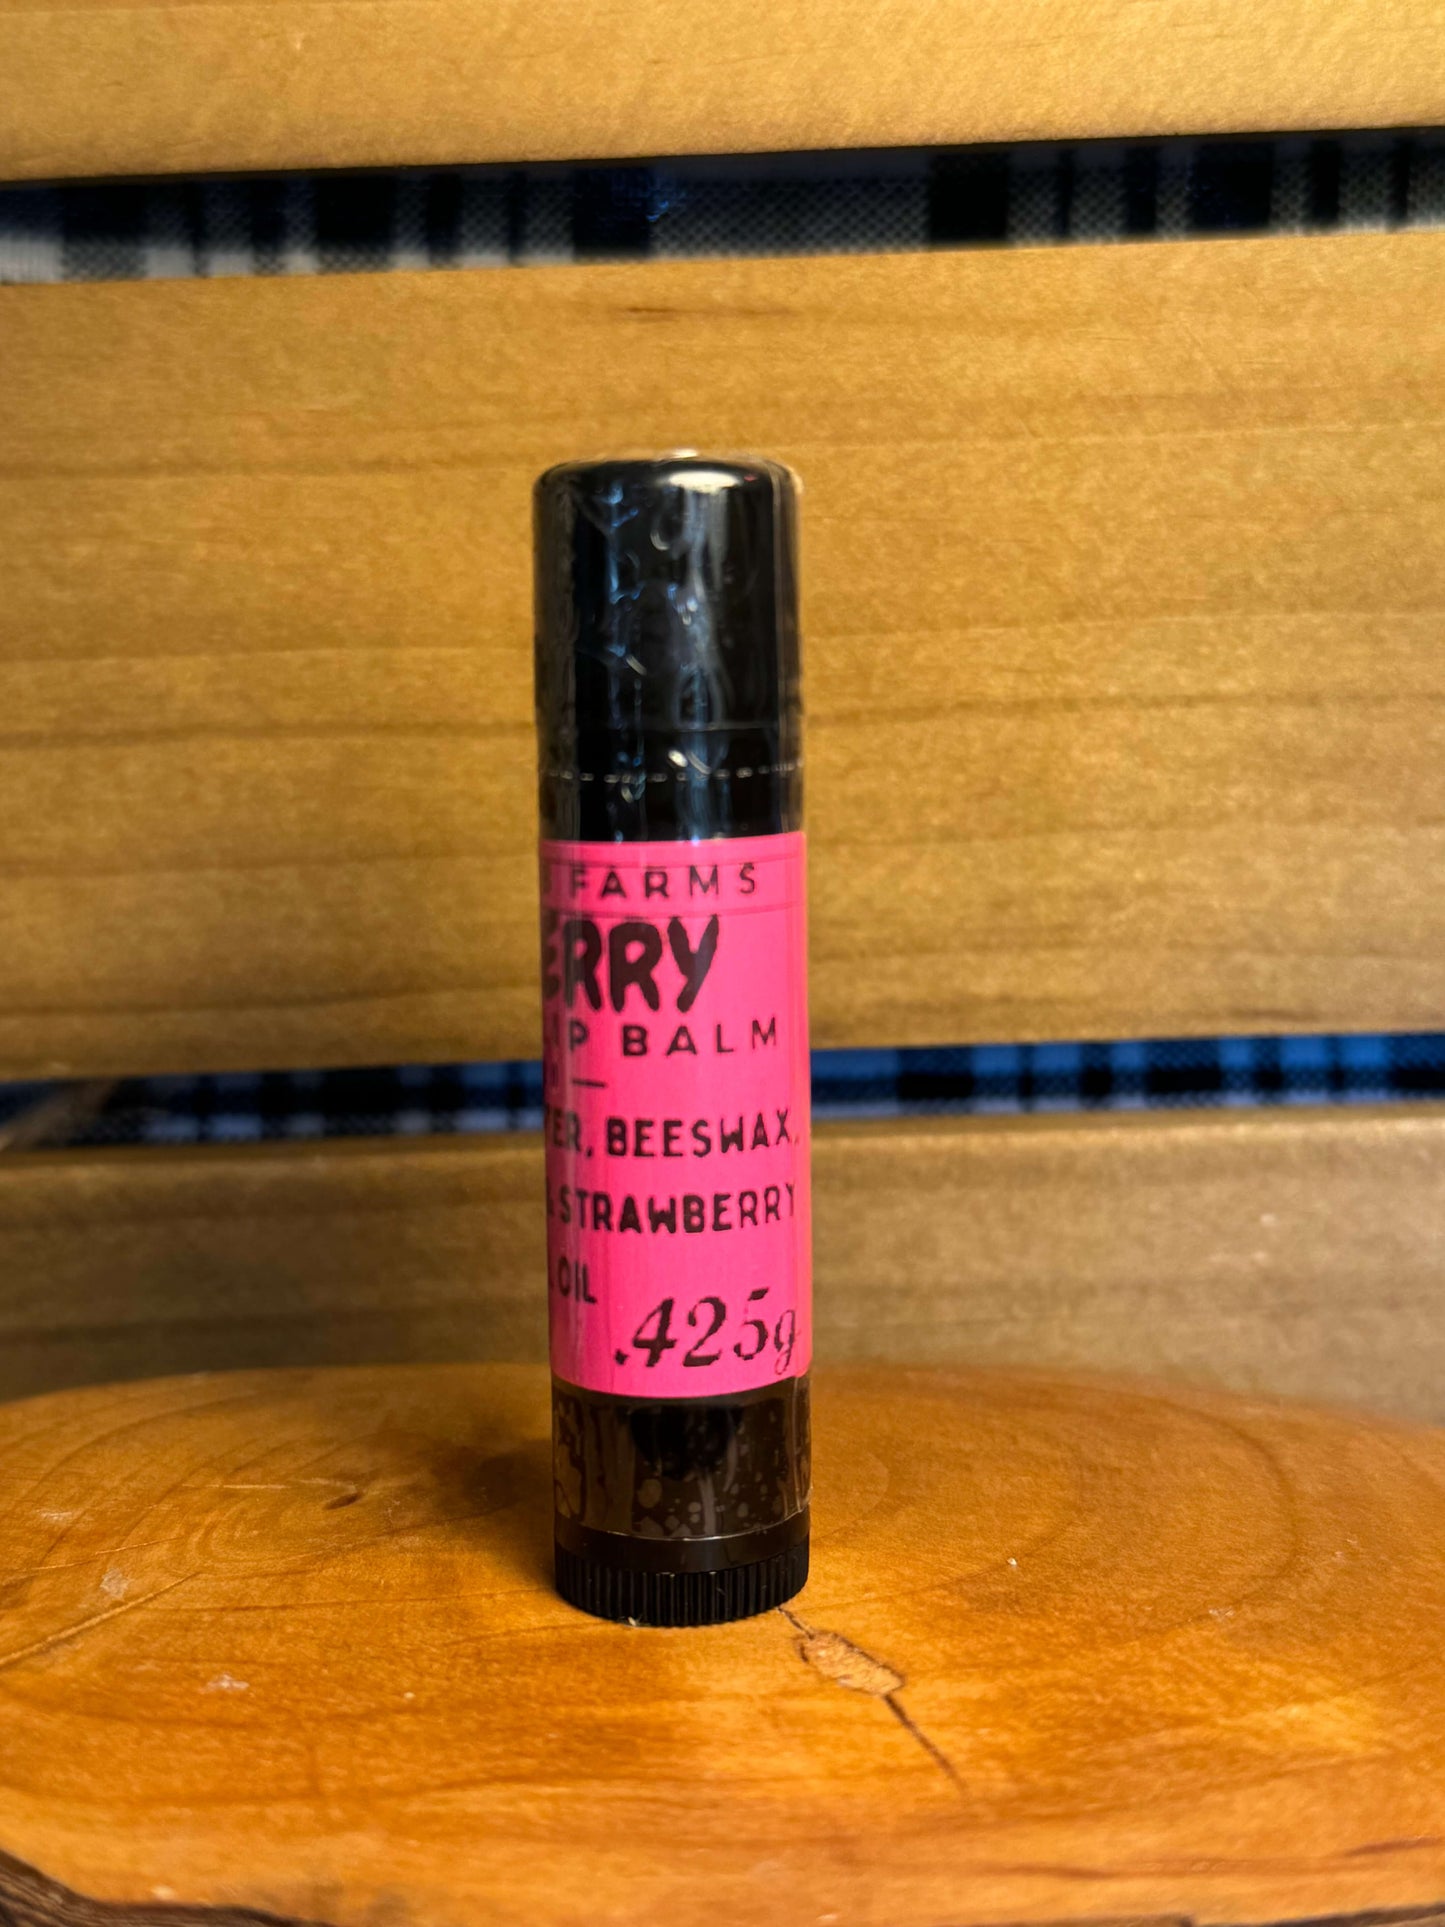 FARMS
ERRY
IP BALM
TER, BEESWAX,
& STRAWBERRY
OIL
.425g